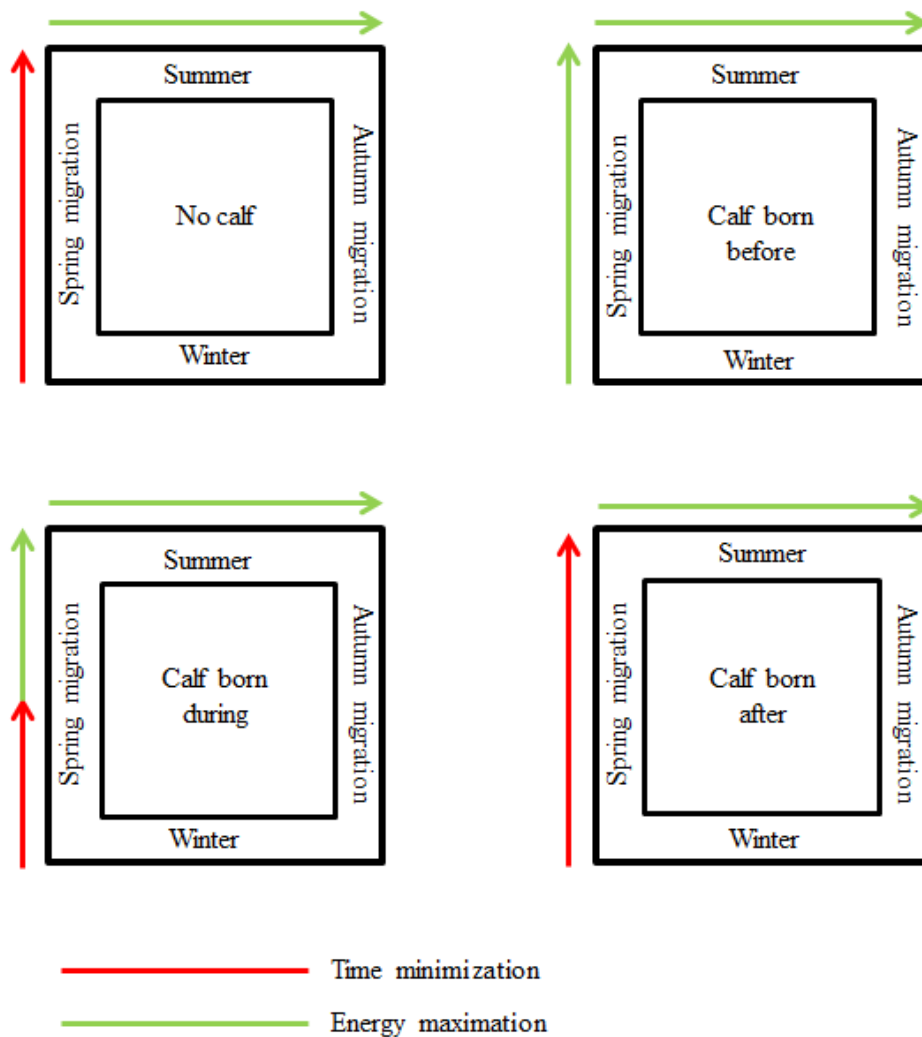 Summer
Spring migration
No calf
Autumn migration
Winter
Summer
Spring migration
Calf born
before
Autumn migration
Winter
Summer
Spring migration
Calf born
during
Autumn migration
Winter
Summer
Spring migration
Calf born
after
Autumn migration
Winter
Time minimization
Energy maximation